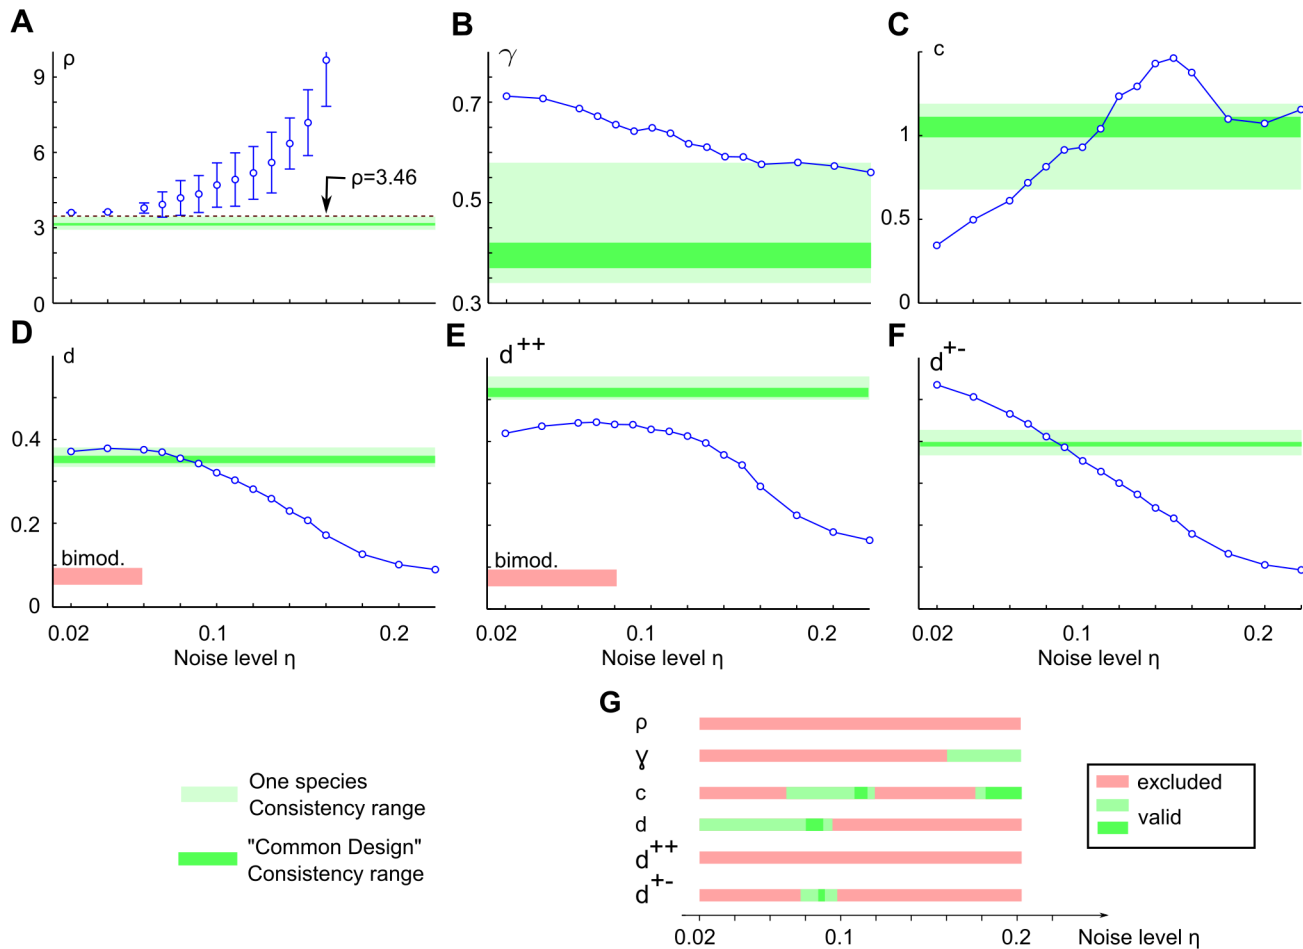 A
B
C
ρ
γ
c
9
6
3
0
ρ=3.46
0.7
0.5
0.3
1
0.5
0
D
E
F
d
d++
d+-
0.4
0.2
0
bimod.
bimod.
0.02
0.1
0.2
0.02
0.1
0.2
0.02
0.1
0.2
Noise level η
Noise level η
Noise level η
G
ρ
γ
c
d
d++
d+-
One species
Consistency range
"Common Design"
Consistency range
excluded
valid
0.02
0.1
0.2
Noise level η